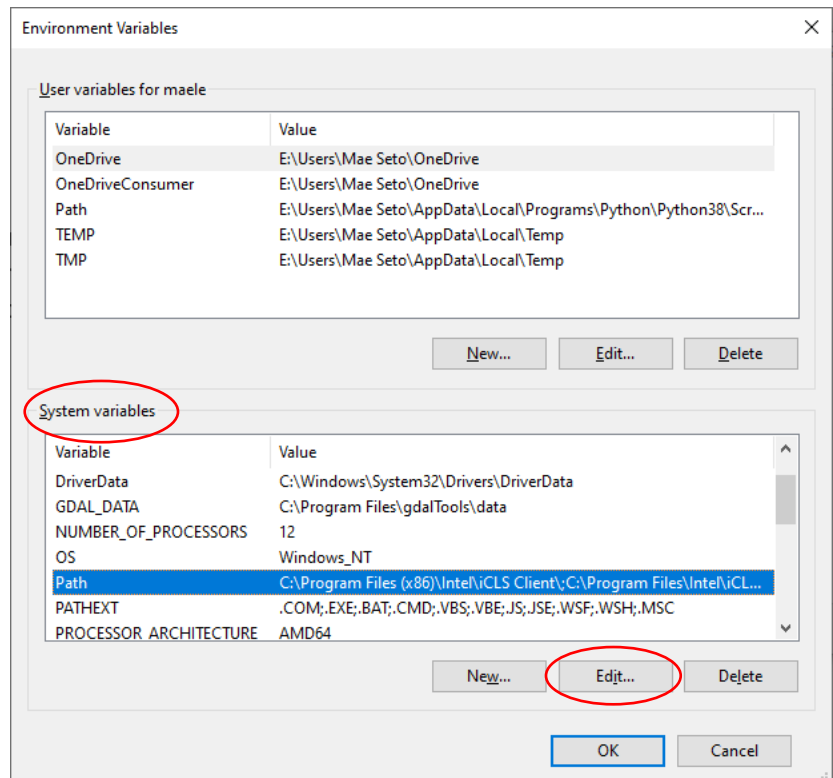 Environment Variables
User variables for maele
Variable Value
OneDrive E:\Users\Mae Seto\OneDrive
OneDriveConsumer E:\Users\Mae Seto\OneDrive
Path E:\Users\Mae Seto\AppData\Local\Programs\Python\Python38\Scr...
TEMP E:\Users\Mae Seto\AppData\Local\Temp
TMP E:\Users\Mae Seto\AppData\Local\Temp
New... Edit... Delete
System variables
Variable Value
DriverData C:\Windows\System32\Drivers\DriverData
GDAL_DATA C:\Program Files\gdalTools\data
NUMBER_OF_PROCESSORS 12
OS Windows_NT
Path C:\Program Files (x86)\Intel\iCLS Client\;C:\Program Files\Intel\iCL...
PATHEXT .COM;.EXE;.BAT;.CMD;.VBS;.VBE;.JS;.JSE;.WSF;.WSH;.MSC
PROCESSOR_ARCHITECTURE AMD64
New... Edit... Delete
OK Cancel